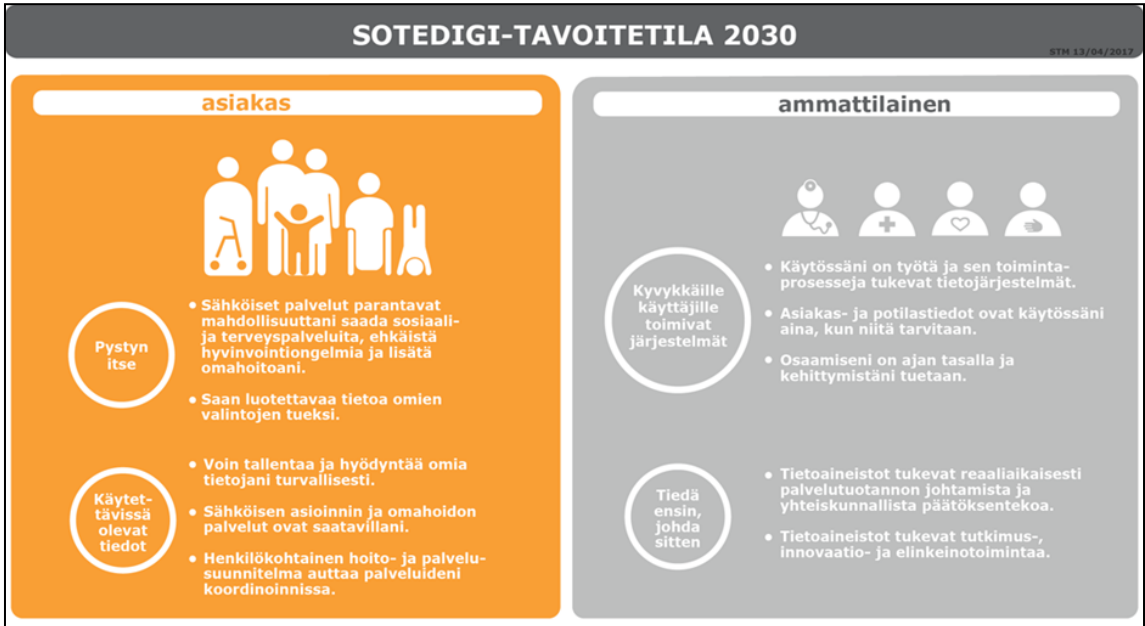 SOTEDIGI-TAVOITETILA 2030
STM 13/04/2017
asiakas
Pystyn
itse
• Sähköiset palvelut parantavat
mahdollisuuttani saada sosiaali-
ja terveyspalveluita, ehkäistä
hyvinvointiongelmia ja lisätä
omahoitoani.
• Saan luotettavaa tietoa omien
valintojen tueksi.
Käytet-
tävissä
olevat
tiedot
• Voin tallentaa ja hyödyntää omia
tietojani turvallisesti.
• Sähköisen asioinnin ja omahoidon
palvelut ovat saatavillani.
• Henkilökohtainen hoito- ja palvelu-
suunnitelma auttaa palveluideni
koordinoinnissa.
ammattilainen
Kyvykkäille
käyttäjille
toimivat
järjestelmät
• Käytössäni on työtä ja sen toiminta-
prosesseja tukevat tietojärjestelmät.
• Asiakas- ja potilastiedot ovat käytössäni
aina, kun niitä tarvitaan.
• Osaamiseni on ajan tasalla ja
kehittymistäni tuetaan.
Tiedä
ensin,
johda
sitten
• Tietoaineistot tukevat reaaliaikaisesti
palvelutuotannon johtamista ja
yhteiskunnallista päätöksentekoa.
• Tietoaineistot tukevat tutkimus-,
innovaatio- ja elinkeinotoimintaa.